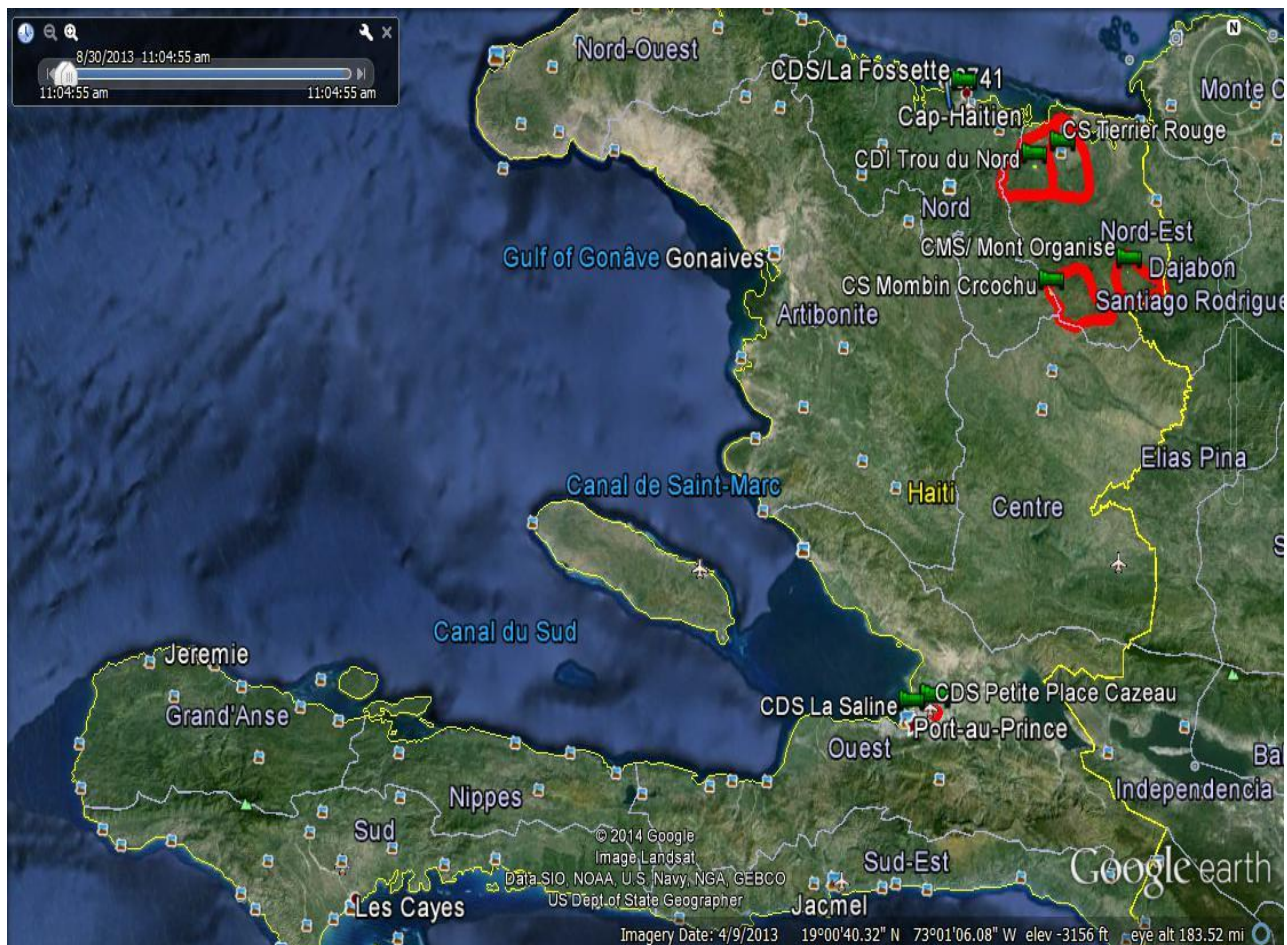 8/30/2013 11:04:55 am
11:04:55 am
11:04:55 am
N
Nord-Ouest
CDS/La Fossette
741
Monte C
Cap-Haitien
CS Terrier Rouge
CDI Trou du Nord
Nord
Nord-Est
CMS/ Mont Organise
Gulf of Gonâve
Gonaives
Dajabon
CS Mombin Crcochu
Santiago Rodrigue
Artibonite
Elias Pina
Canal de Saint-Marc
Haiti
Centre
S
Canal du Sud
Jeremie
CDS La Saline
CDS Petite Place Cazeau
Grand'Anse
Port-au-Prince
Ouest
Ba
Independencia
Nippes
Sud
© 2014 Google
Image Landsat
Data SIO, NOAA, U.S. Navy, NGA, GEBCO
US Dept of State Geographer
Sud-Est
Google earth
Les Cayes
Jacmel
Imagery Date: 4/9/2013 19°00'40.32" N 73°01'06.08" W elev -3156 ft eye alt 183.52 mi